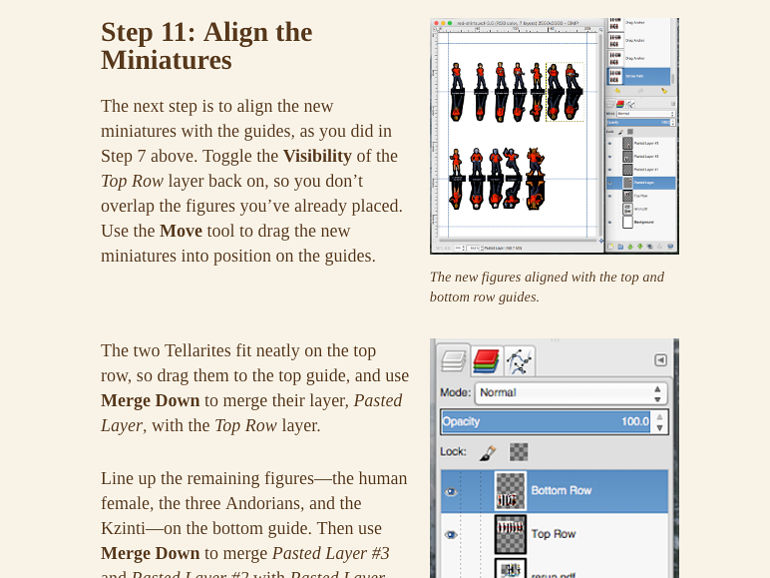 Step 11: Align the
Miniatures
The next step is to align the new
miniatures with the guides, as you did in
Step 7 above. Toggle the Visibility of the
Top Row layer back on, so you don’t
overlap the figures you’ve already placed.
Use the Move tool to drag the new
miniatures into position on the guides.
The new figures aligned with the top and
bottom row guides.
The two Tellarites fit neatly on the top
row, so drag them to the top guide, and use
Merge Down to merge their layer, Pasted
Layer, with the Top Row layer.
Line up the remaining figures—the human
female, the three Andorians, and the
Kzinti—on the bottom guide. Then use
Merge Down to merge Pasted Layer #3
and Pasted Layer #2 with Pasted Layer
Mode: Normal
Opacity 100.0
Lock:
Bottom Row
Top Row